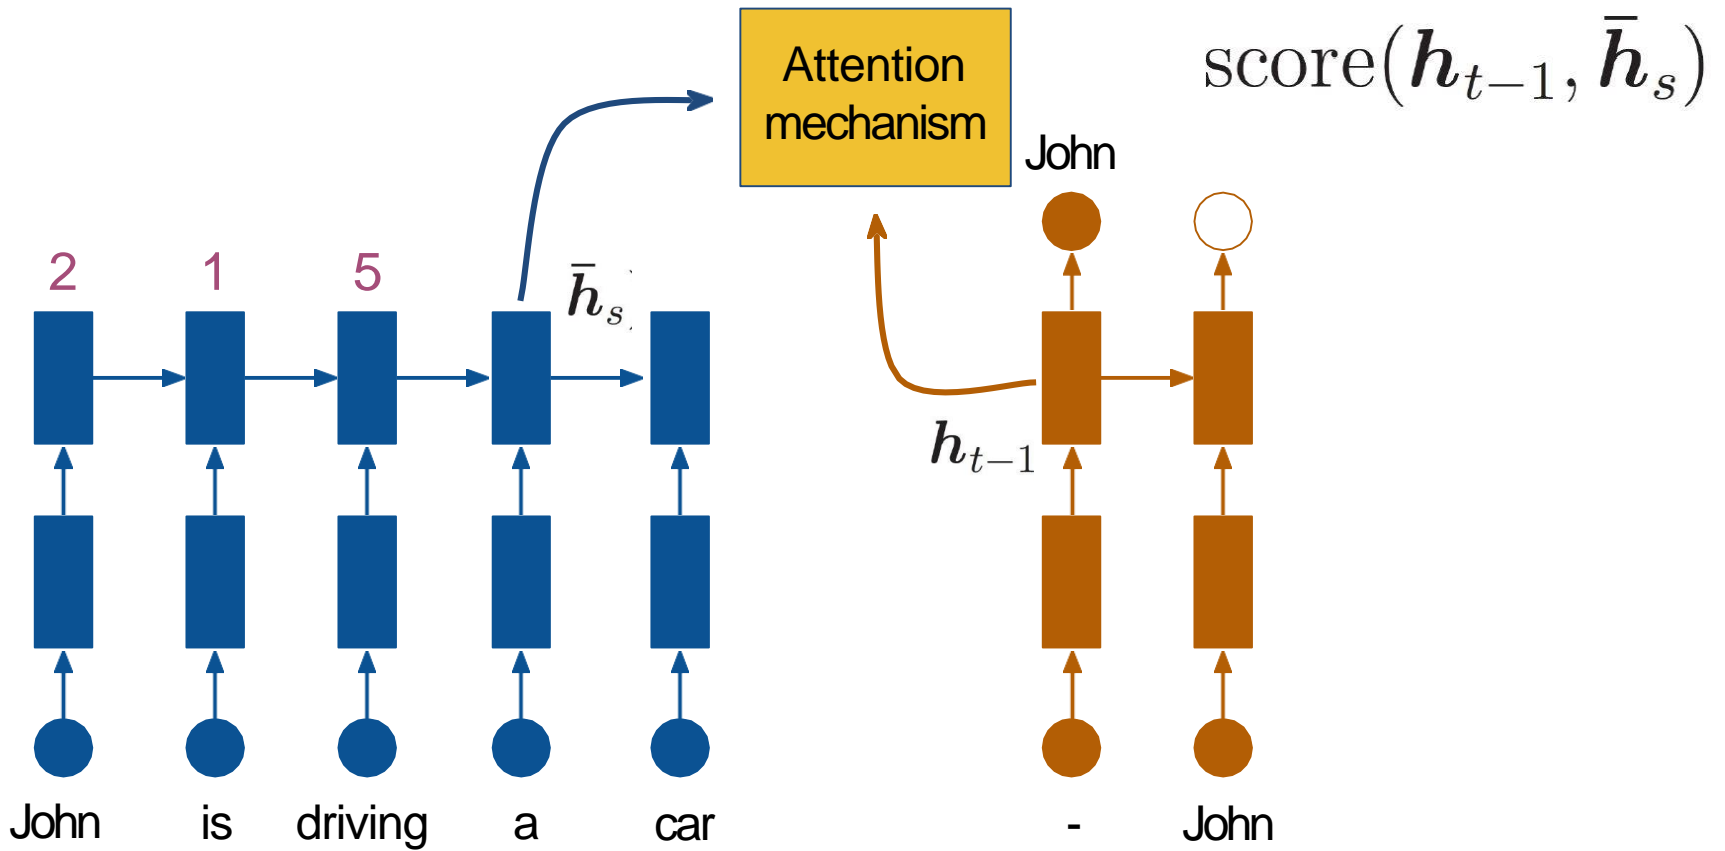 Attention
mechanism
score(h_{t−1}, h̄_s)
John
2 1 5
h̄_s
h_{t−1}
John is driving a car - John